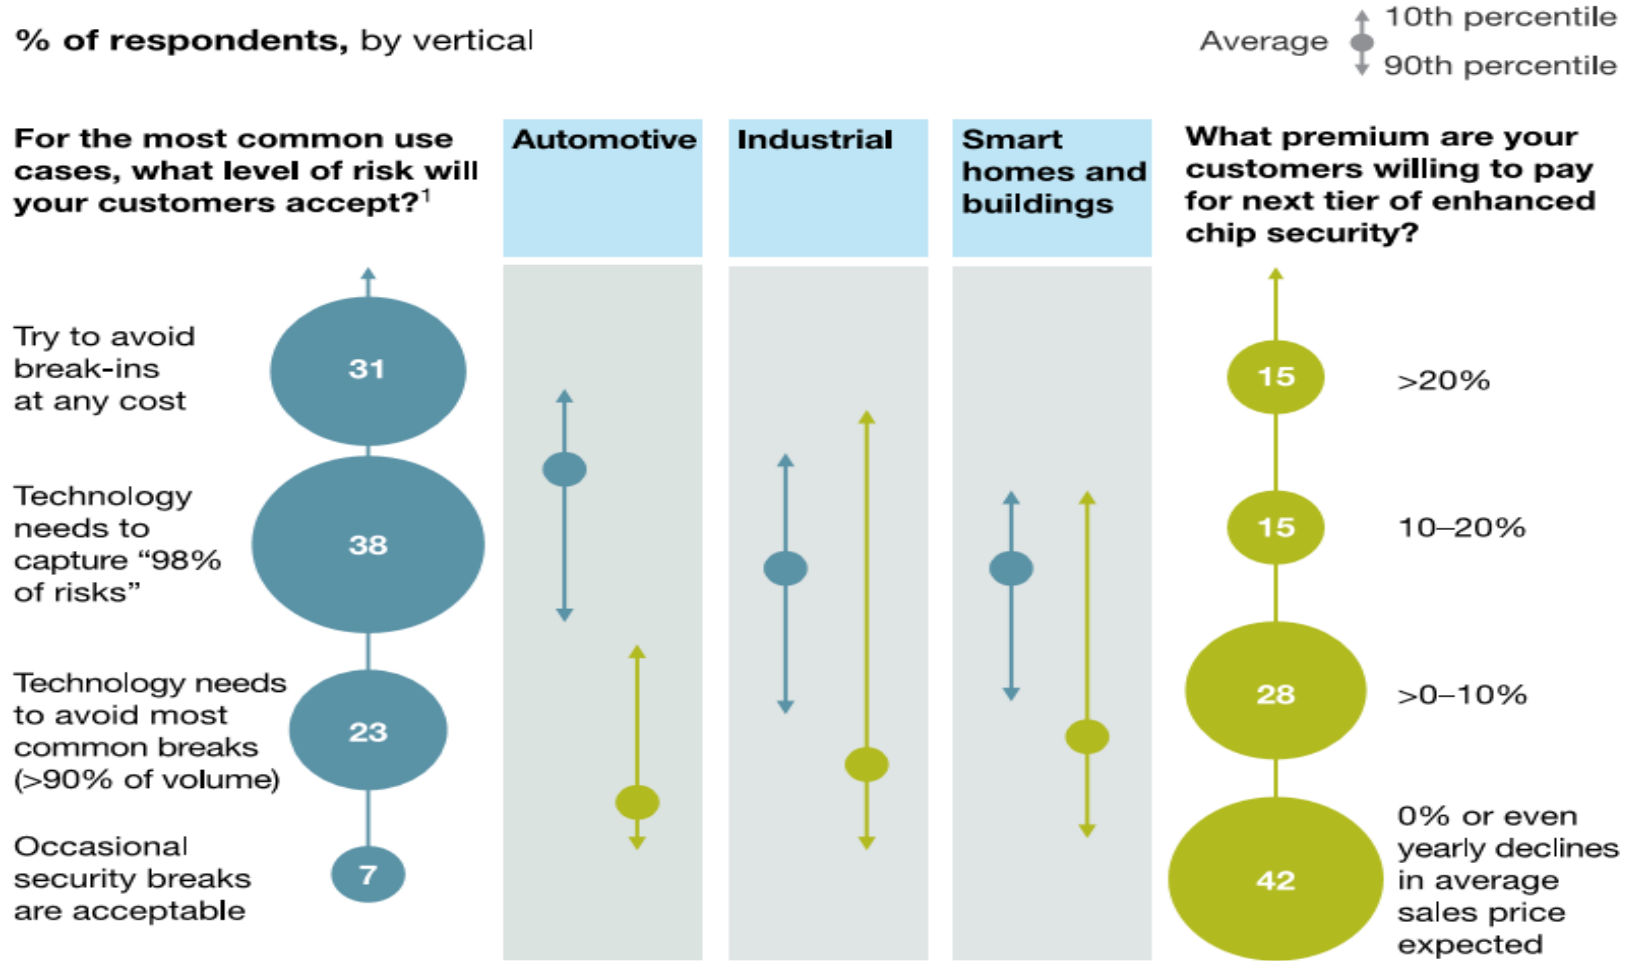 % of respondents, by vertical
Average
10th percentile
90th percentile
For the most common use
cases, what level of risk will
your customers accept?¹
Automotive
Industrial
Smart
homes and
buildings
What premium are your
customers willing to pay
for next tier of enhanced
chip security?
Try to avoid
break-ins
at any cost
31
Technology
needs to
capture “98%
of risks”
38
Technology needs
to avoid most
common breaks
(>90% of volume)
23
Occasional
security breaks
are acceptable
7
15
>20%
15
10–20%
28
>0–10%
42
0% or even
yearly declines
in average
sales price
expected